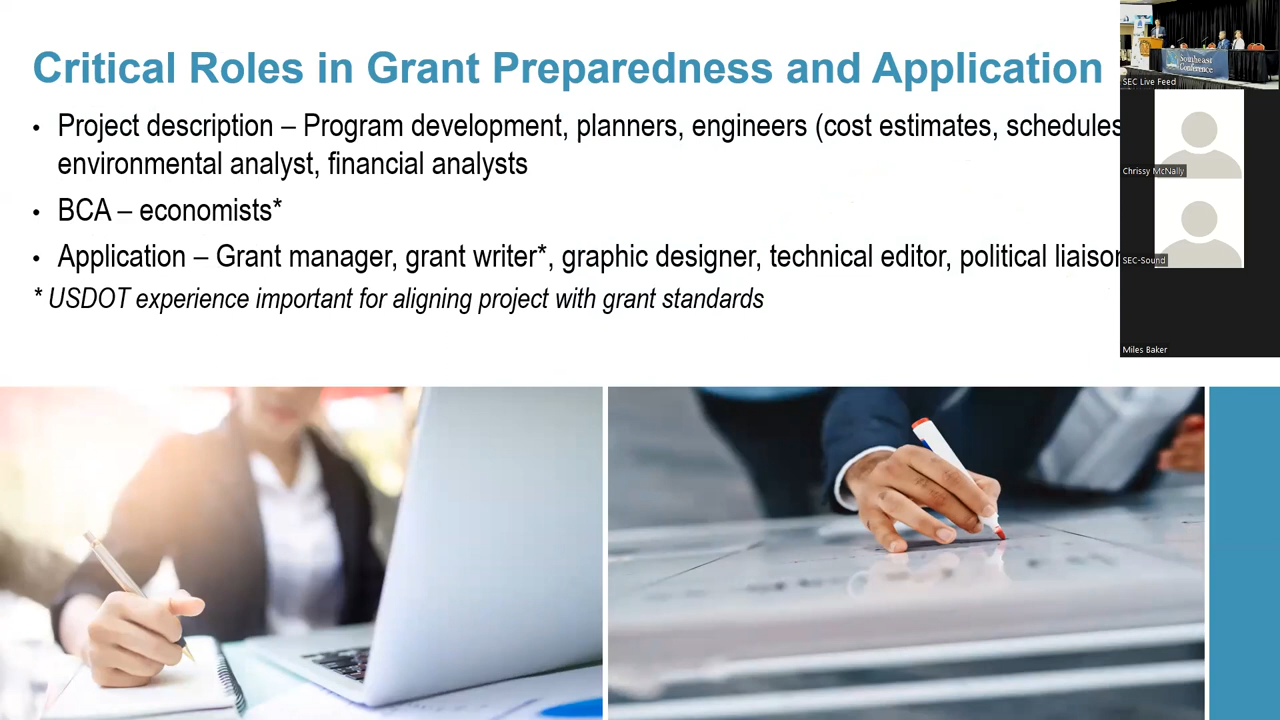 Critical Roles in Grant Preparedness and Application
• Project description – Program development, planners, engineers (cost estimates, schedules
environmental analyst, financial analysts
• BCA – economists*
• Application – Grant manager, grant writer*, graphic designer, technical editor, political liaison
* USDOT experience important for aligning project with grant standards
Southeast
Conference
SEC Live Feed
Chrissy McNally
SEC-Sound
Miles Baker